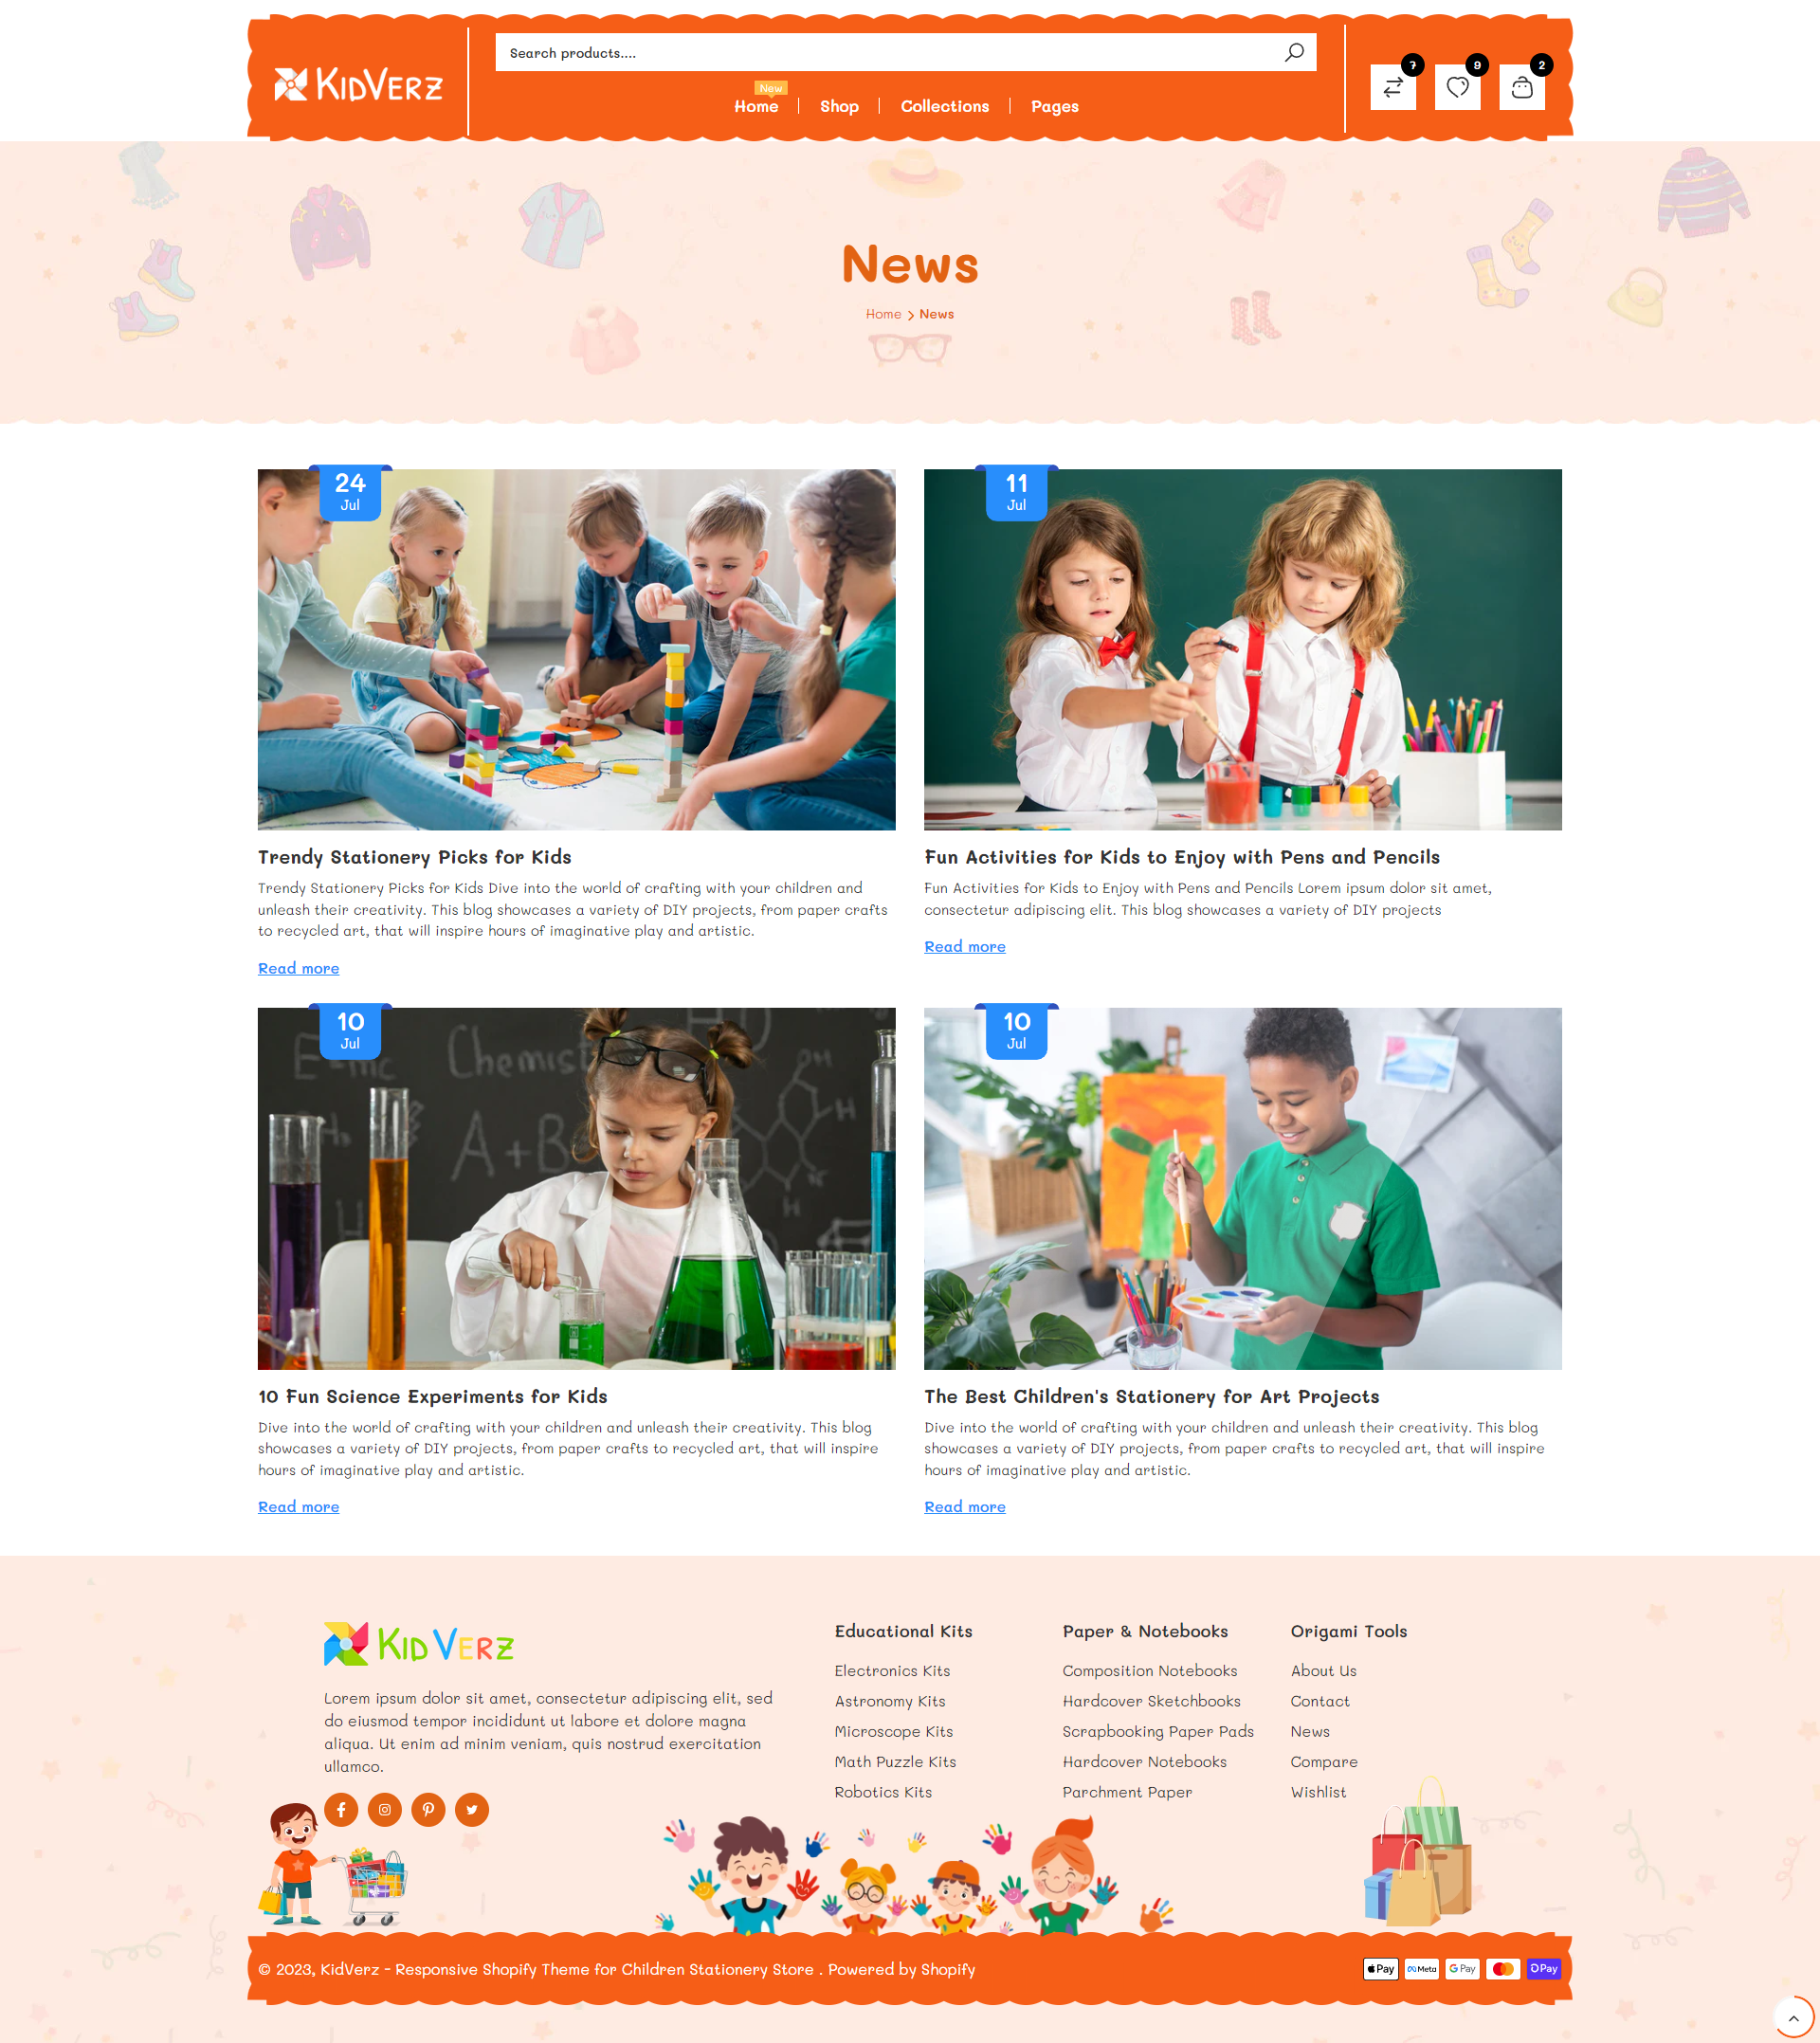 KIDVERZ
Search products....
7
9
2
New
Home
Shop
Collections
Pages
News
Home
News
24
Jul
11
Jul
Trendy Stationery Picks for Kids
Trendy Stationery Picks for Kids Dive into the world of crafting with your children and
unleash their creativity. This blog showcases a variety of DIY projects, from paper crafts
to recycled art, that will inspire hours of imaginative play and artistic.
Read more
Fun Activities for Kids to Enjoy with Pens and Pencils
Fun Activities for Kids to Enjoy with Pens and Pencils Lorem ipsum dolor sit amet,
consectetur adipiscing elit. This blog showcases a variety of DIY projects
Read more
10
Jul
Chemist
A+B
10
Jul
10 Fun Science Experiments for Kids
Dive into the world of crafting with your children and unleash their creativity. This blog
showcases a variety of DIY projects, from paper crafts to recycled art, that will inspire
hours of imaginative play and artistic.
Read more
The Best Children's Stationery for Art Projects
Dive into the world of crafting with your children and unleash their creativity. This blog
showcases a variety of DIY projects, from paper crafts to recycled art, that will inspire
hours of imaginative play and artistic.
Read more
KID VERZ
Lorem ipsum dolor sit amet, consectetur adipiscing elit, sed
do eiusmod tempor incididunt ut labore et dolore magna
aliqua. Ut enim ad minim veniam, quis nostrud exercitation
ullamco.
Educational Kits
Electronics Kits
Astronomy Kits
Microscope Kits
Math Puzzle Kits
Robotics Kits
Paper & Notebooks
Composition Notebooks
Hardcover Sketchbooks
Scrapbooking Paper Pads
Hardcover Notebooks
Parchment Paper
Origami Tools
About Us
Contact
News
Compare
Wishlist
© 2023, KidVerz - Responsive Shopify Theme for Children Stationery Store . Powered by Shopify
Pay
Meta
G Pay
Pay